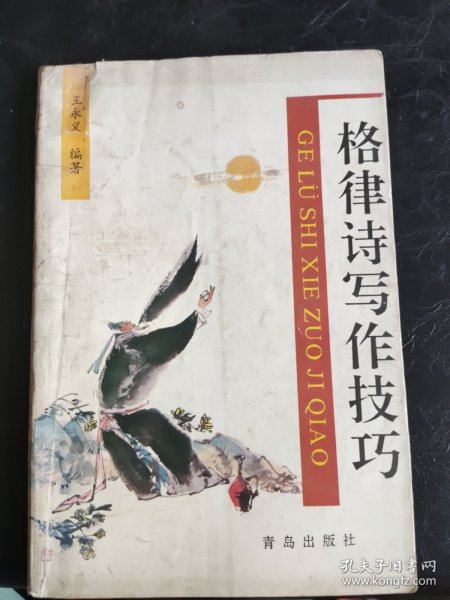 王永义 编著
格律诗写作技巧
GE LÜ SHI XIE ZUO JI QIAO
青岛出版社
孔夫子旧书网
www.kongfz.com